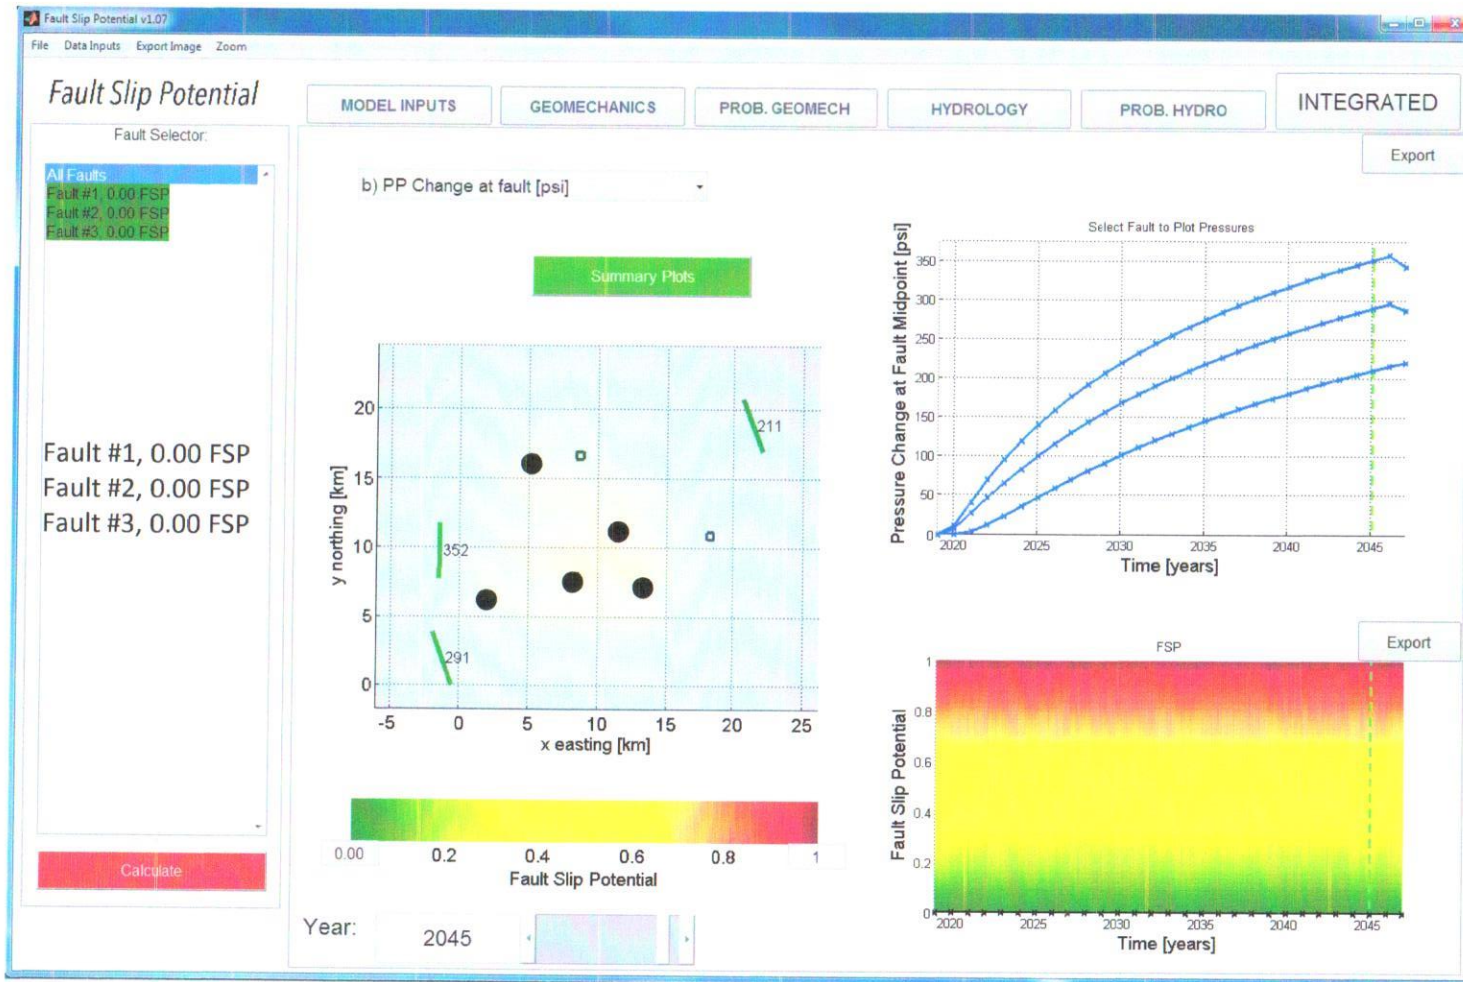 Fault Slip Potential v1.07
File Data Inputs Export Image Zoom
Fault Slip Potential
MODEL INPUTS
GEOMECHANICS
PROB. GEOMECH
HYDROLOGY
PROB. HYDRO
INTEGRATED
Fault Selector:
All Faults
Fault #1, 0.00 FSP
Fault #2, 0.00 FSP
Fault #3, 0.00 FSP
Fault #1, 0.00 FSP
Fault #2, 0.00 FSP
Fault #3, 0.00 FSP
Calculate
b) PP Change at fault [psi]
Summary Plots
20
15
10
5
0
y northing [km]
211
352
291
-5 0 5 10 15 20 25
x easting [km]
0.00 0.2 0.4 0.6 0.8 1
Fault Slip Potential
Year:
2045
Export
Select Fault to Plot Pressures
Pressure Change at Fault Midpoint [psi]
350
300
250
200
150
100
50
0
2020 2025 2030 2035 2040 2045
Time [years]
Export
FSP
Fault Slip Potential
1
0.8
0.6
0.4
0.2
0
2020 2025 2030 2035 2040 2045
Time [years]